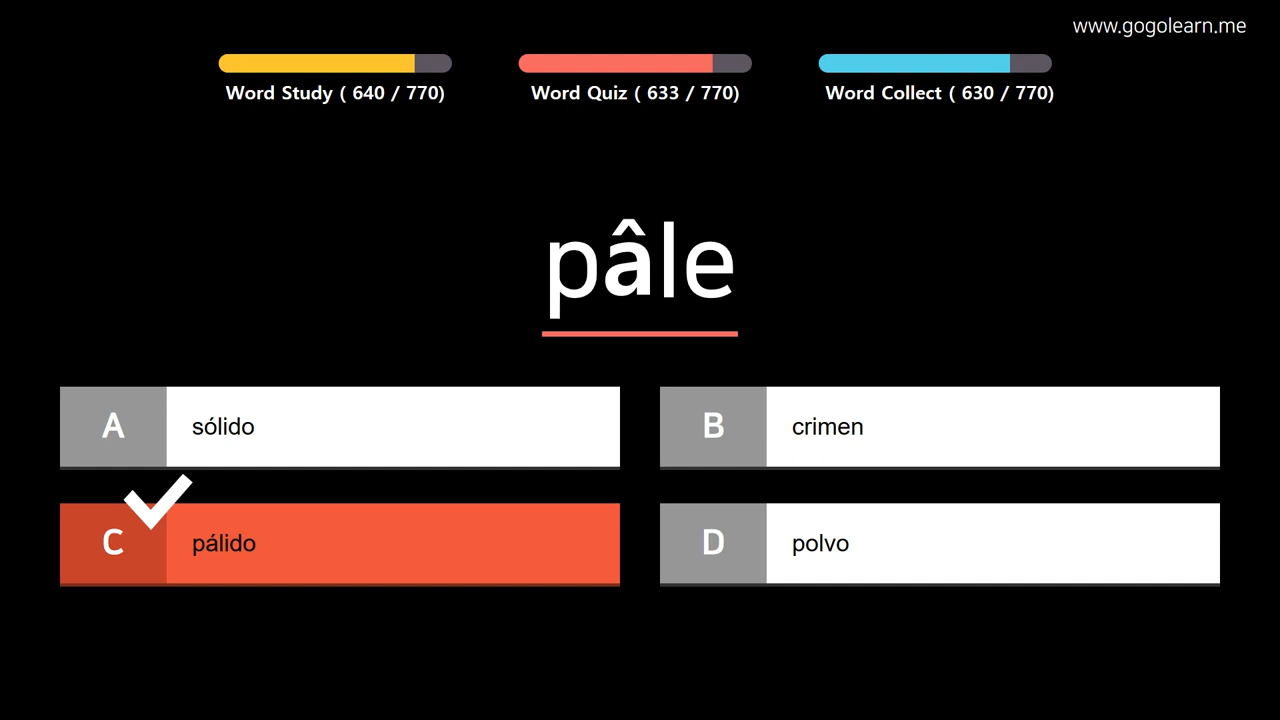 www.gogolearn.me
Word Study ( 640 / 770)
Word Quiz ( 633 / 770)
Word Collect ( 630 / 770)
pâle
A sólido
B crimen
C pálido
D polvo